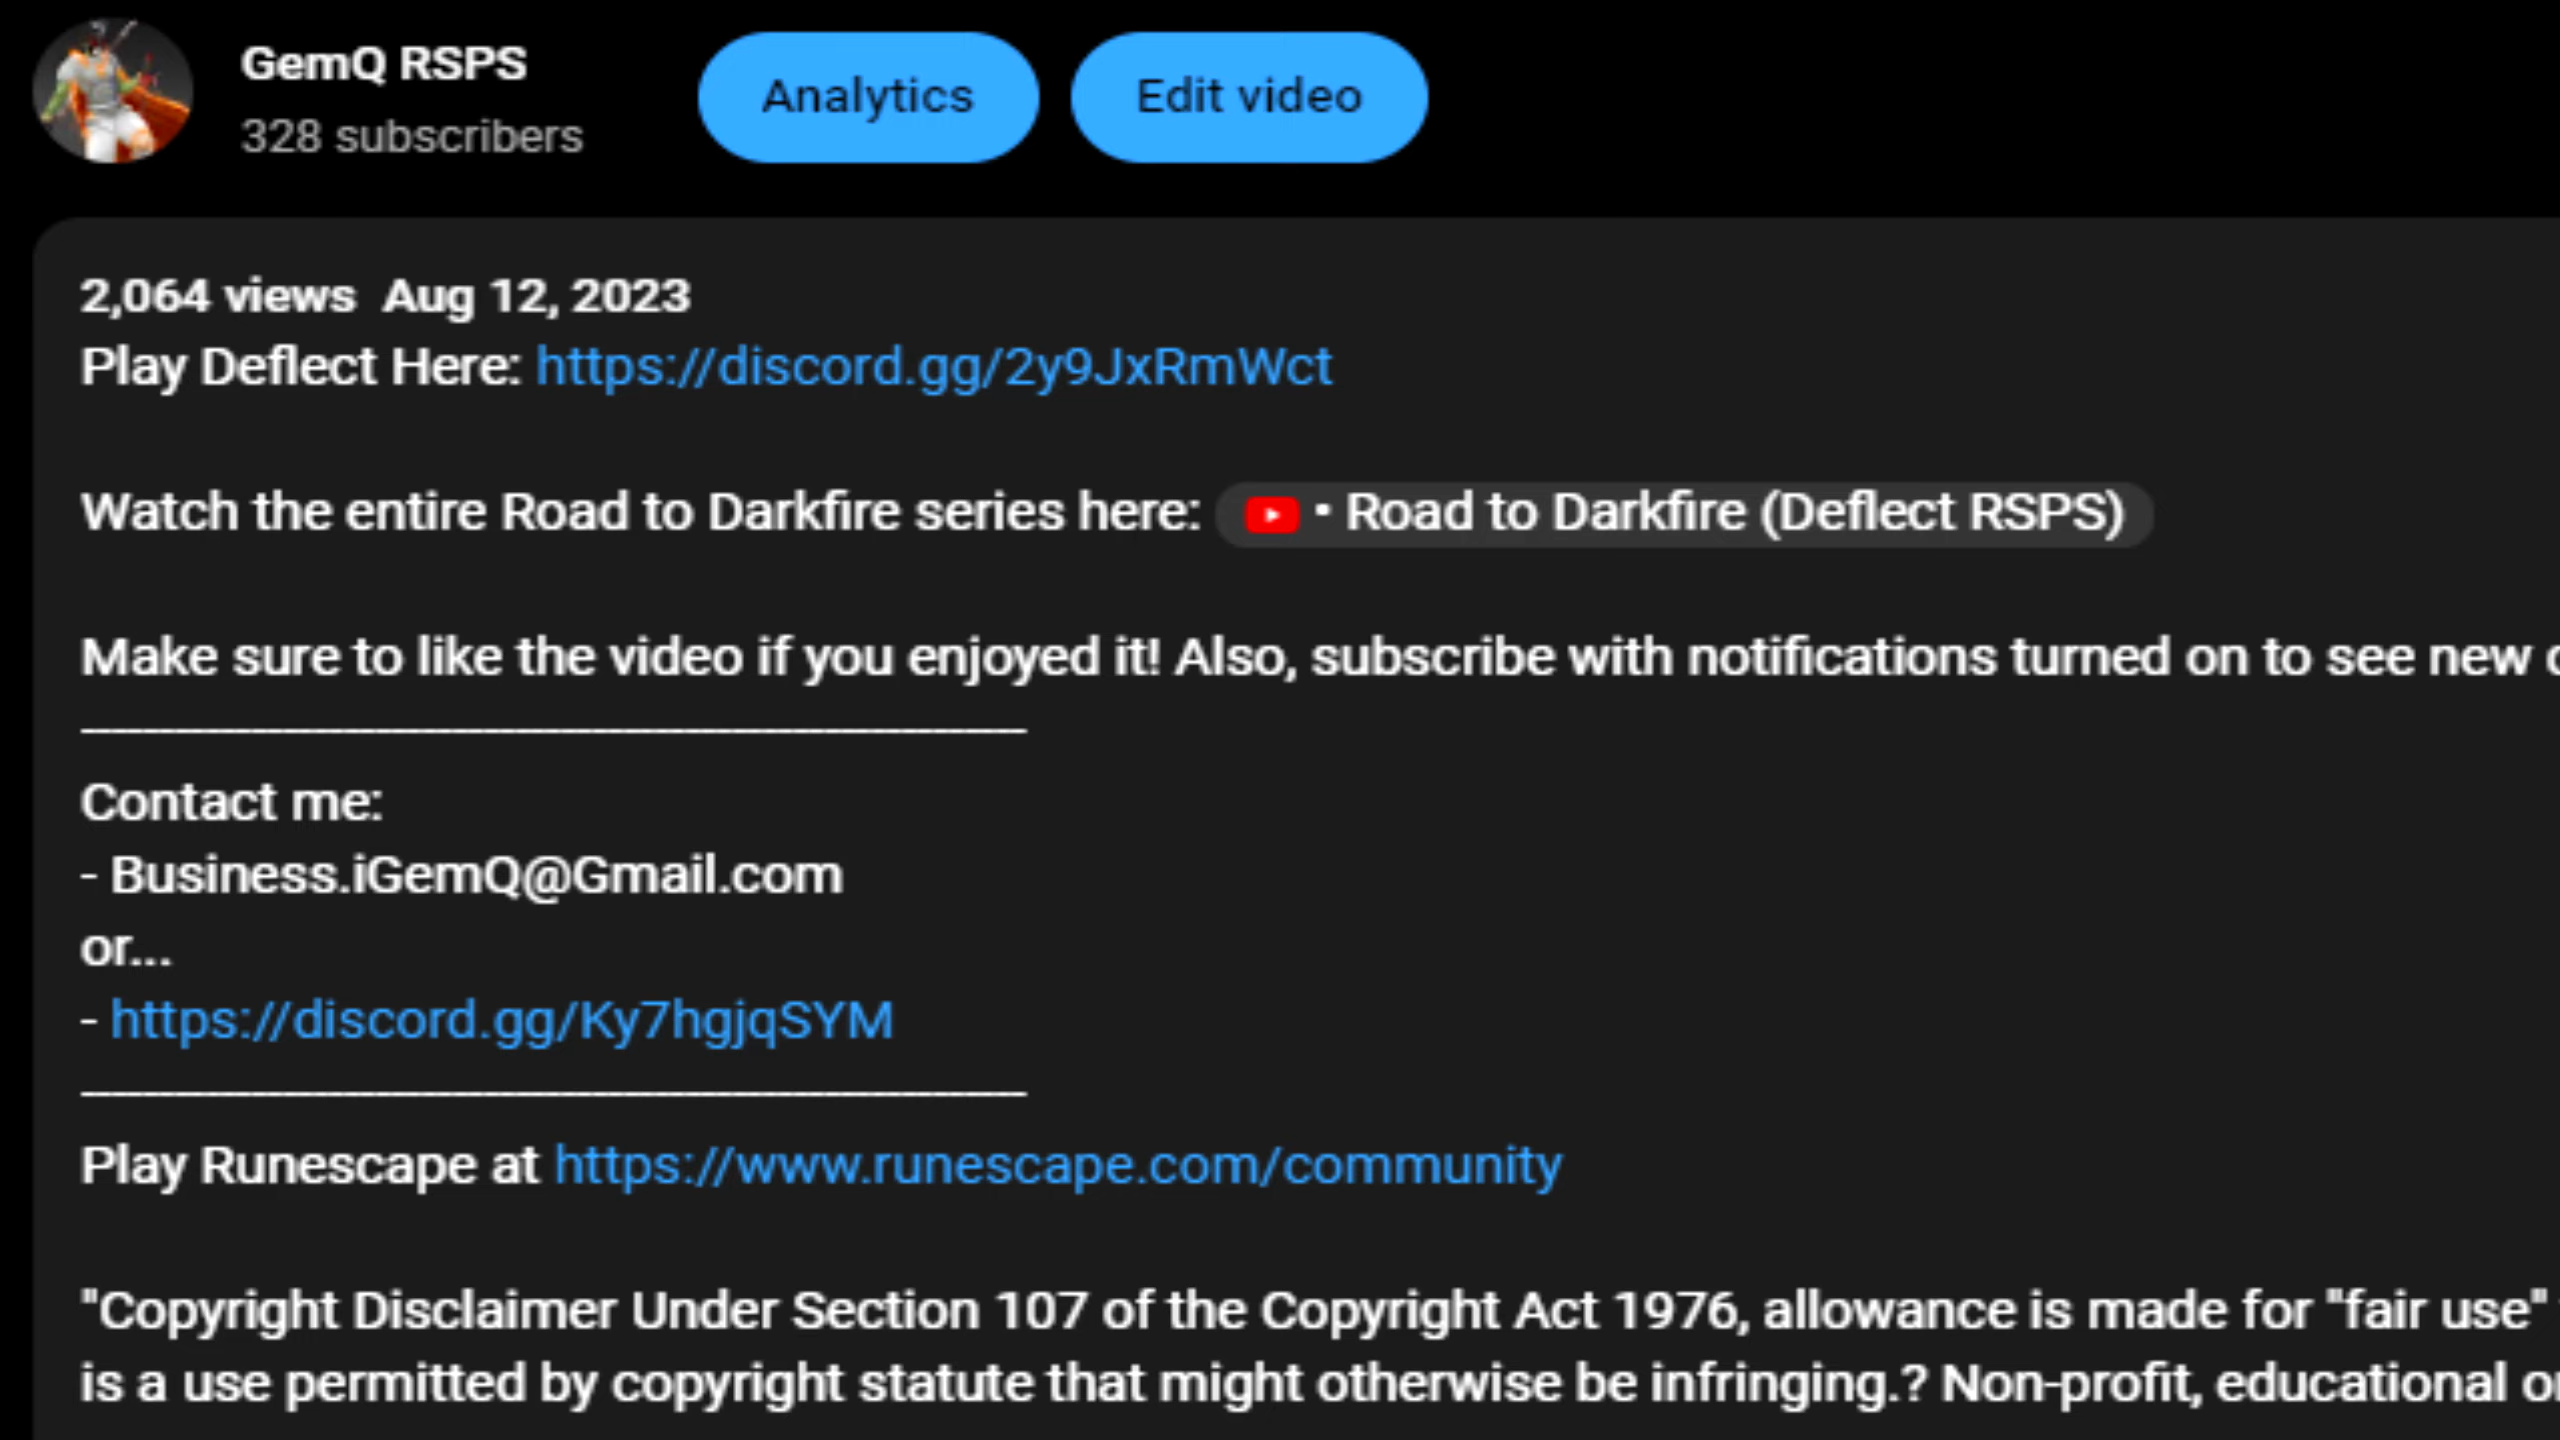 GemQ RSPS
328 subscribers
Analytics
Edit video
2,064 views Aug 12, 2023
Play Deflect Here: https://discord.gg/2y9JxRmWct
Watch the entire Road to Darkfire series here: • Road to Darkfire (Deflect RSPS)
Make sure to like the video if you enjoyed it! Also, subscribe with notifications turned on to see new
Contact me:
- Business.iGemQ@Gmail.com
or...
- https://discord.gg/Ky7hgjqSYM
Play Runescape at https://www.runescape.com/community
"Copyright Disclaimer Under Section 107 of the Copyright Act 1976, allowance is made for "fair use"
is a use permitted by copyright statute that might otherwise be infringing.? Non-profit, educational